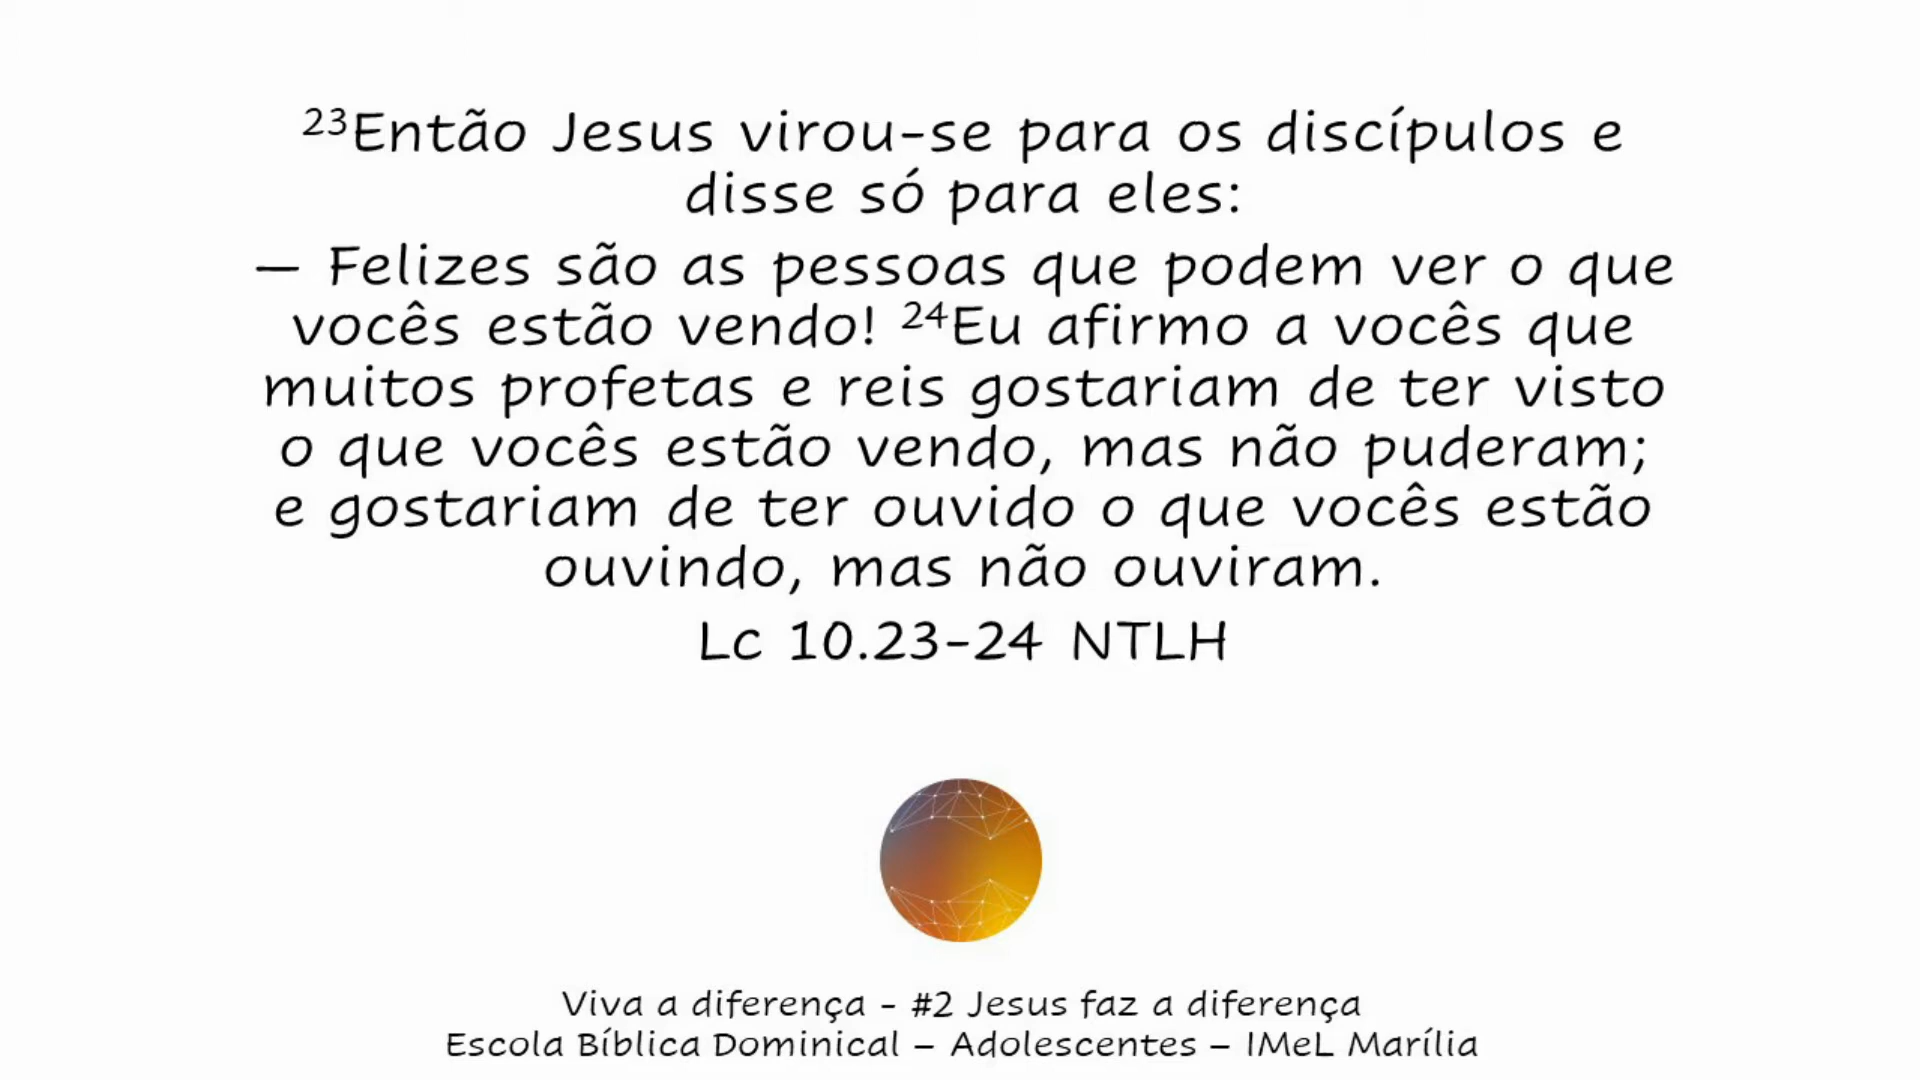 ²³Então Jesus virou-se para os discípulos e
disse só para eles:
— Felizes são as pessoas que podem ver o que
vocês estão vendo! ²⁴Eu afirmo a vocês que
muitos profetas e reis gostariam de ter visto
o que vocês estão vendo, mas não puderam;
e gostariam de ter ouvido o que vocês estão
ouvindo, mas não ouviram.
Lc 10.23-24 NTLH
Viva a diferença - #2 Jesus faz a diferença
Escola Bíblica Dominical – Adolescentes – IMeL Marília